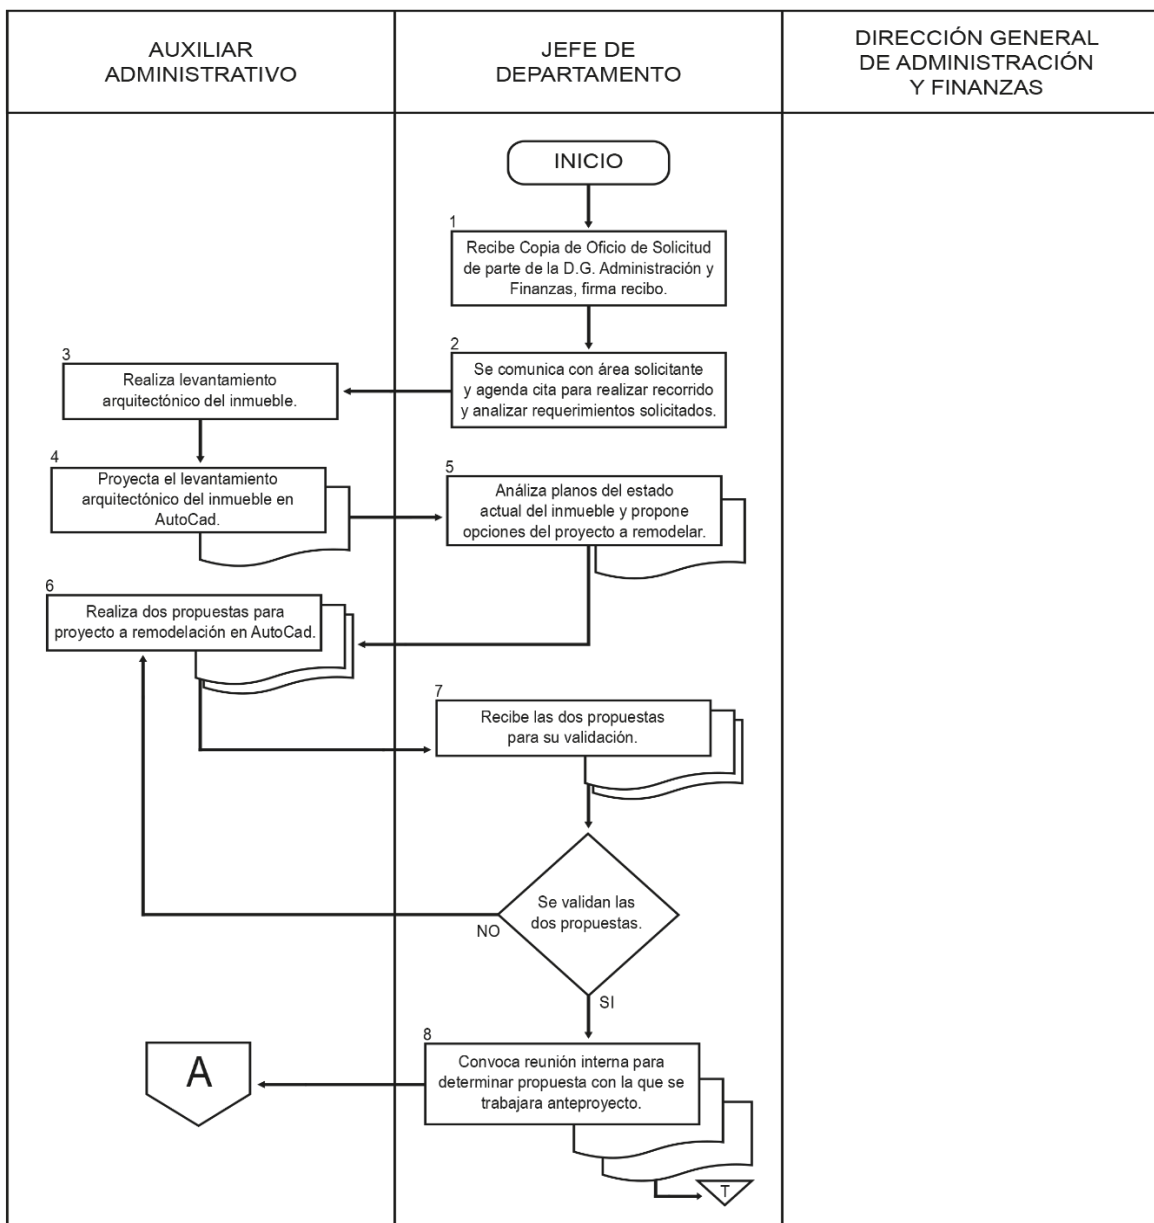 AUXILIAR
ADMINISTRATIVO
JEFE DE
DEPARTAMENTO
DIRECCIÓN GENERAL
DE ADMINISTRACIÓN
Y FINANZAS
INICIO
1
Recibe Copia de Oficio de Solicitud
de parte de la D.G. Administración y
Finanzas, firma recibo.
2
Se comunica con área solicitante
y agenda cita para realizar recorrido
y analizar requerimientos solicitados.
3
Realiza levantamiento
arquitectónico del inmueble.
4
Proyecta el levantamiento
arquitectónico del inmueble en
AutoCad.
5
Análiza planos del estado
actual del inmueble y propone
opciones del proyecto a remodelar.
6
Realiza dos propuestas para
proyecto a remodelación en AutoCad.
7
Recibe las dos propuestas
para su validación.
Se validan las
dos propuestas.
NO
SI
8
Convoca reunión interna para
determinar propuesta con la que se
trabajara anteproyecto.
A
T